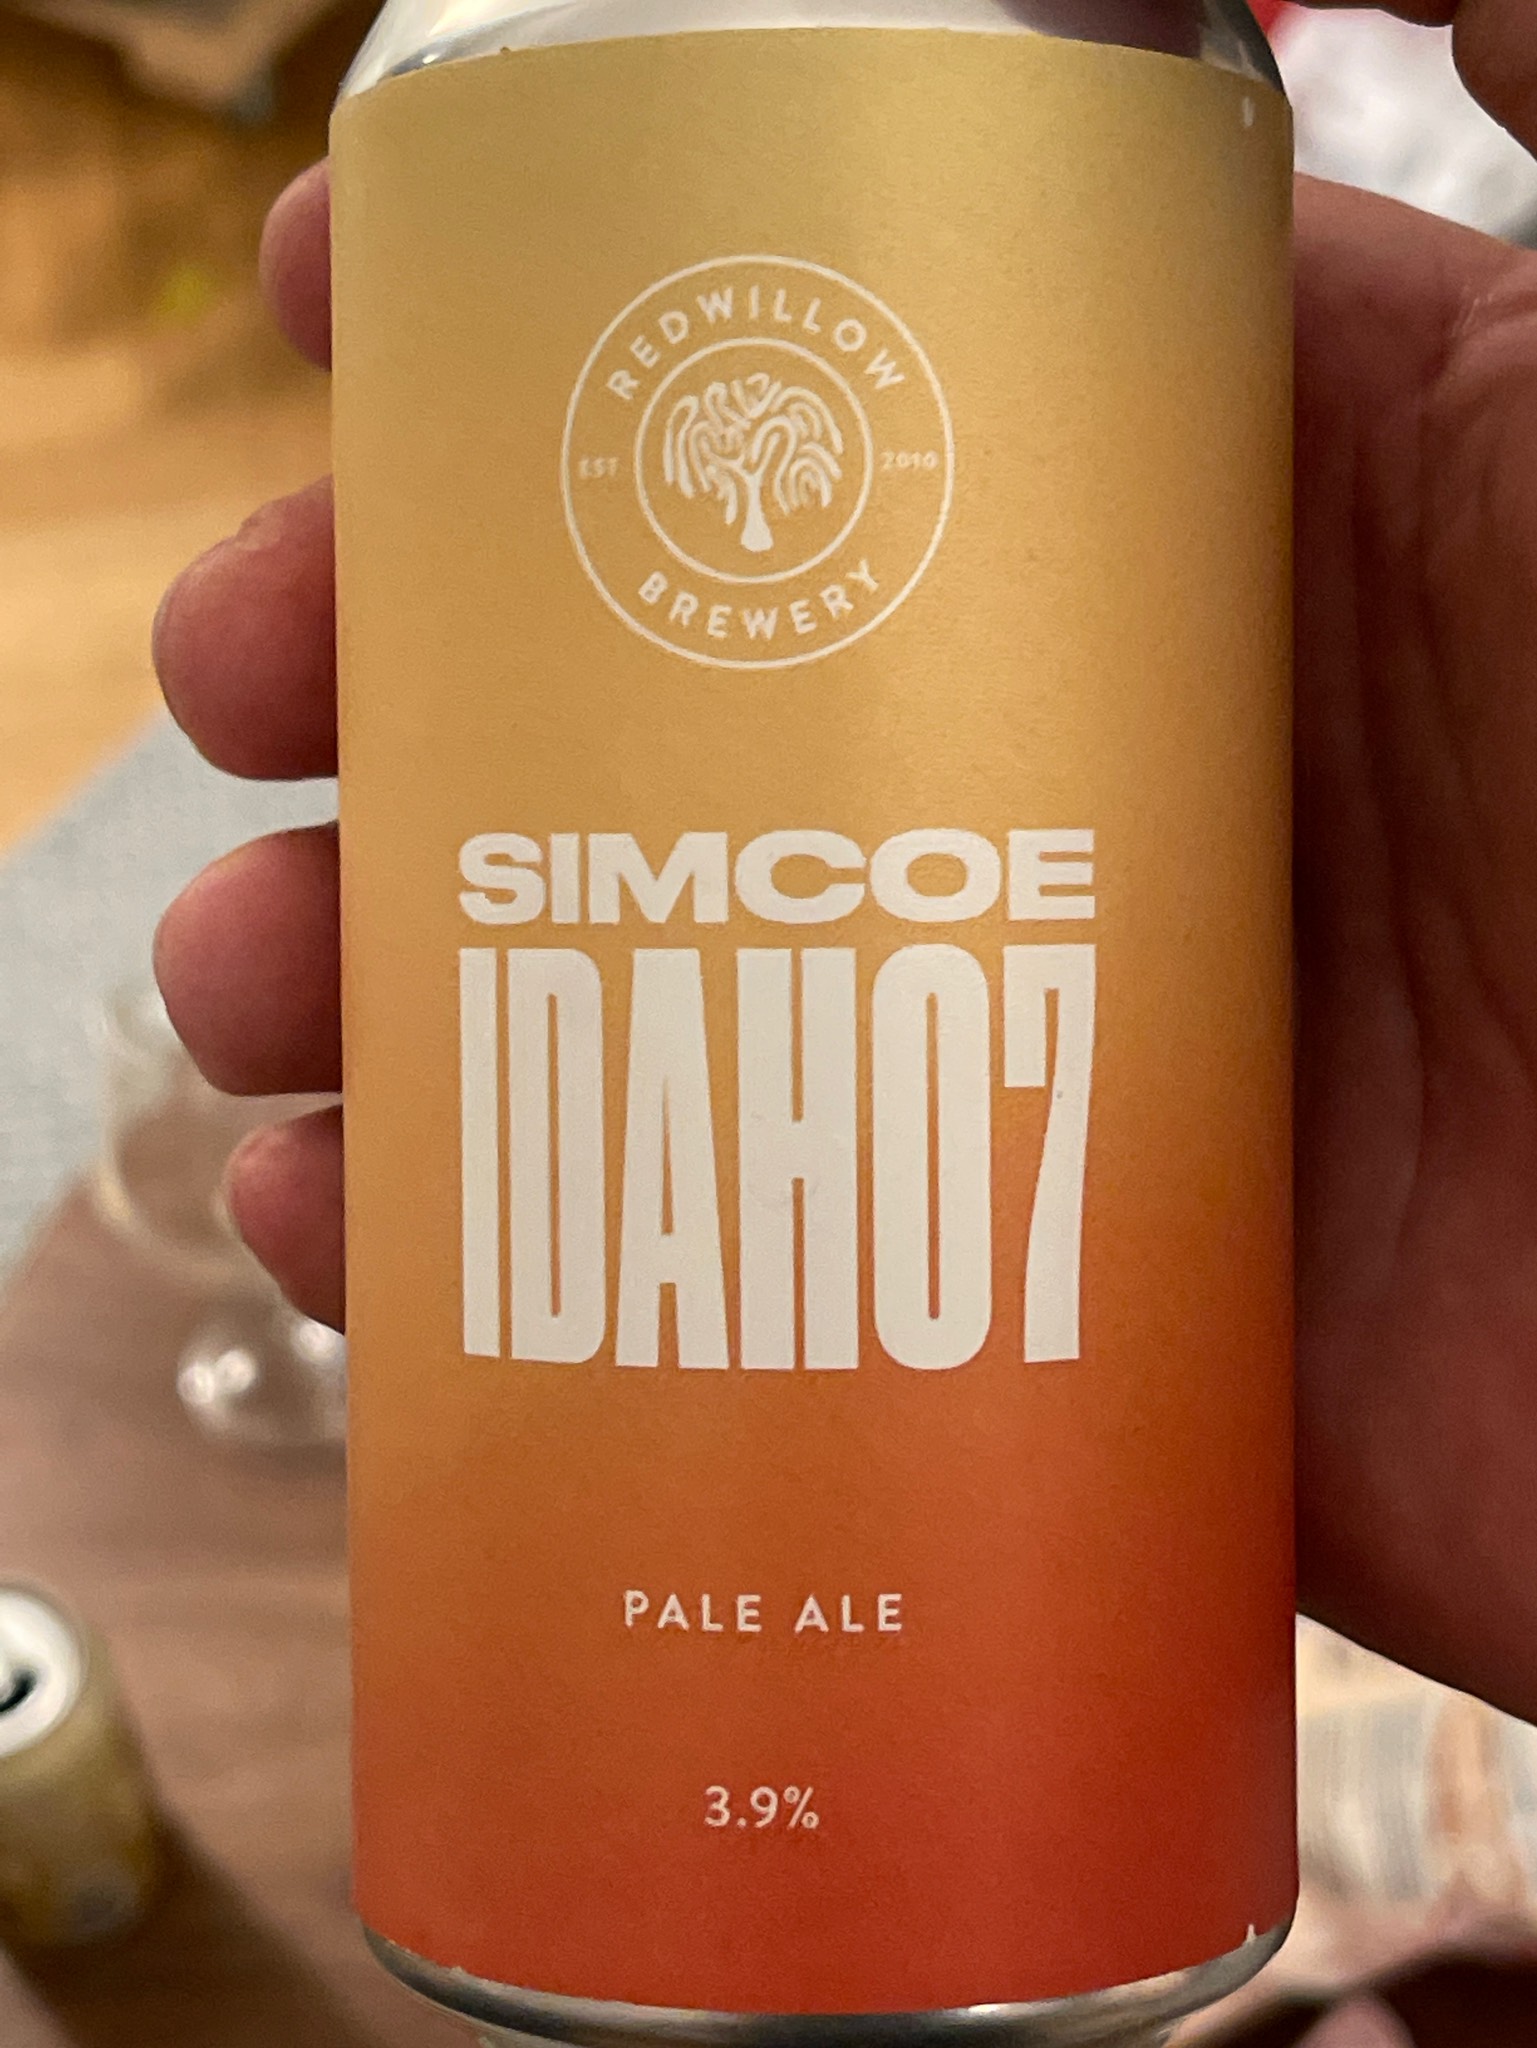 REDWILLOW
EST 2010
BREWERY
SIMCOE
IDAHO7
PALE ALE
3.9%